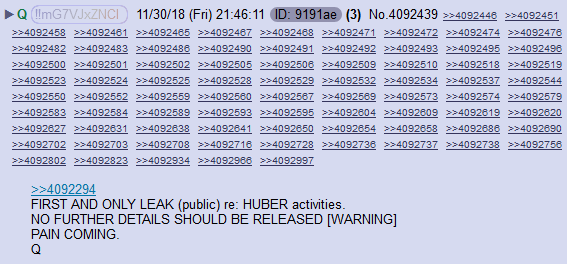 ▶ Q !!mG7VJxZNCI 11/30/18 (Fri) 21:46:11 ID: 9191ae (3) No.4092439 >>4092446 >>4092451
>>4092458 >>4092461 >>4092465 >>4092467 >>4092468 >>4092471 >>4092472 >>4092474 >>4092476
>>4092482 >>4092483 >>4092486 >>4092490 >>4092491 >>4092492 >>4092493 >>4092495 >>4092496
>>4092500 >>4092501 >>4092502 >>4092505 >>4092506 >>4092509 >>4092510 >>4092518 >>4092519
>>4092523 >>4092524 >>4092525 >>4092528 >>4092529 >>4092532 >>4092534 >>4092537 >>4092544
>>4092550 >>4092552 >>4092559 >>4092560 >>4092567 >>4092569 >>4092573 >>4092574 >>4092579
>>4092583 >>4092584 >>4092589 >>4092593 >>4092595 >>4092604 >>4092609 >>4092619 >>4092620
>>4092627 >>4092631 >>4092638 >>4092641 >>4092650 >>4092654 >>4092658 >>4092686 >>4092690
>>4092702 >>4092703 >>4092708 >>4092716 >>4092728 >>4092736 >>4092737 >>4092738 >>4092756
>>4092802 >>4092823 >>4092934 >>4092966 >>4092997
>>4092294
FIRST AND ONLY LEAK (public) re: HUBER activities.
NO FURTHER DETAILS SHOULD BE RELEASED [WARNING]
PAIN COMING.
Q